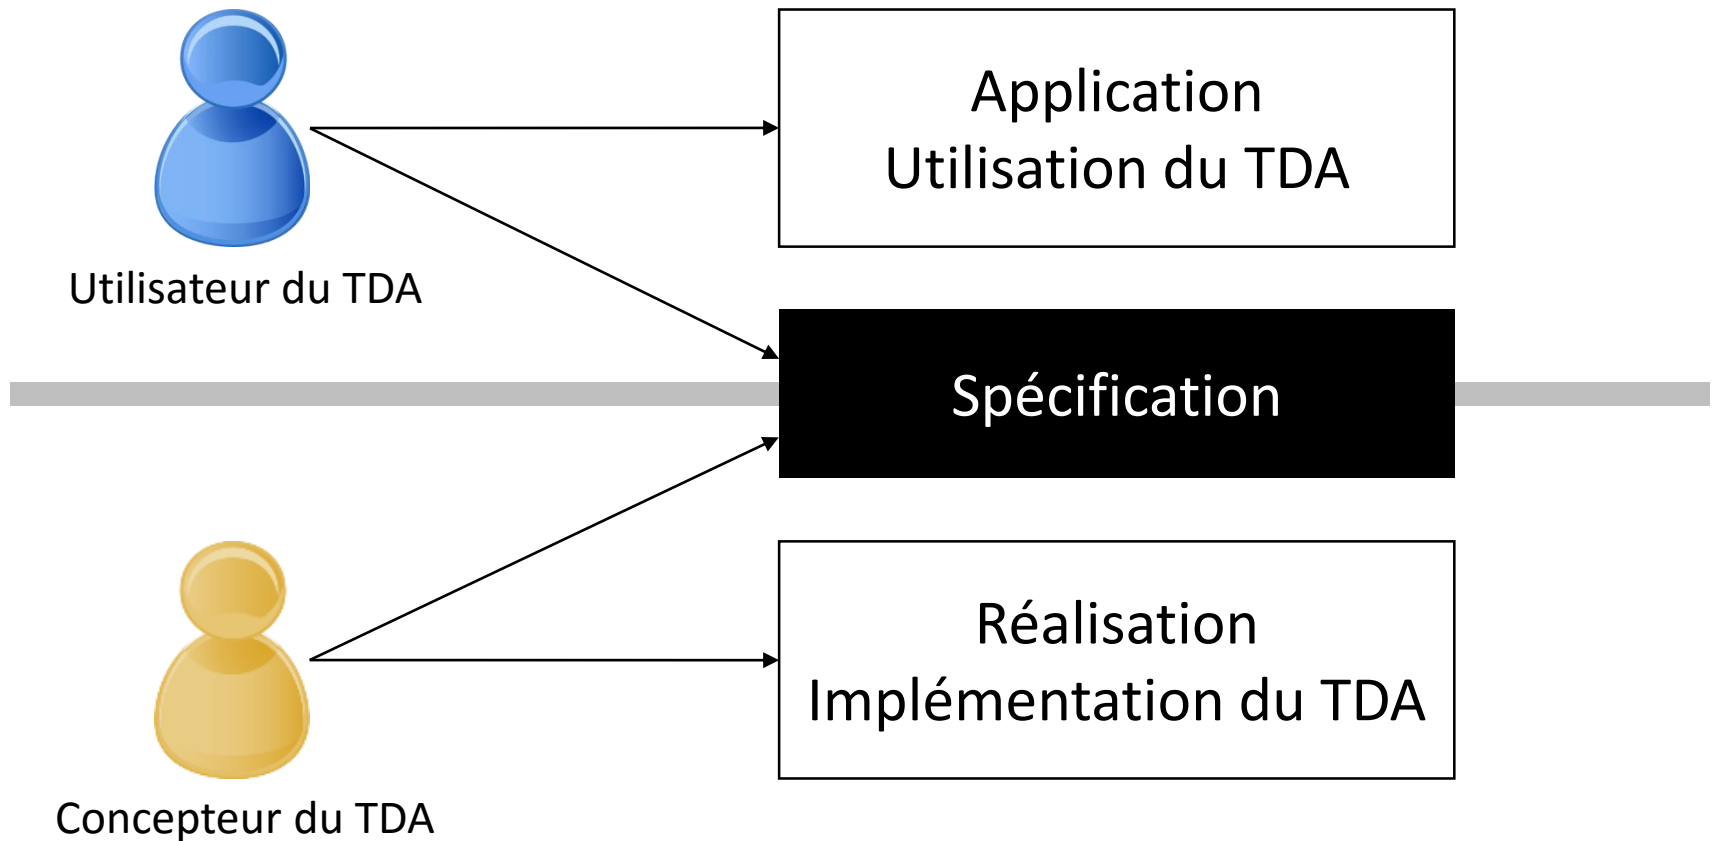 Application
Utilisation du TDA
Utilisateur du TDA
Spécification
Réalisation
Implémentation du TDA
Concepteur du TDA